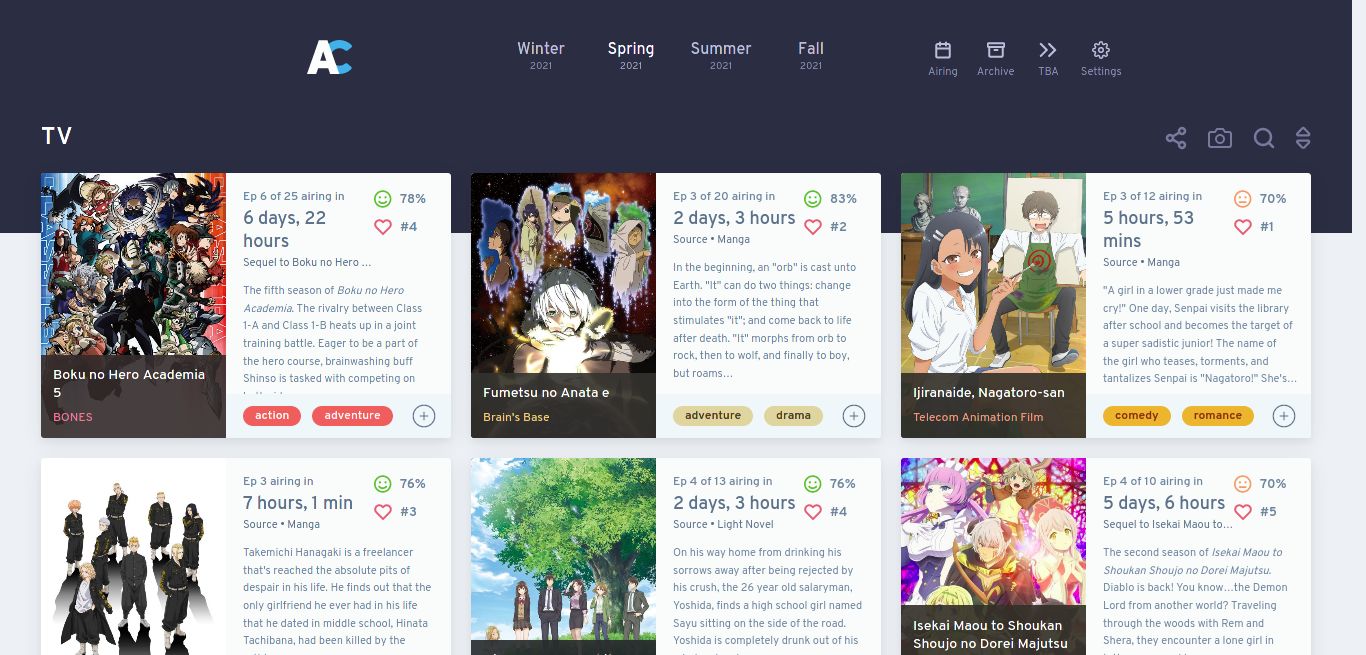 AC
Winter
2021
Spring
2021
Summer
2021
Fall
2021
Airing
Archive
TBA
Settings
TV
Boku no Hero Academia
5
BONES
Ep 6 of 25 airing in
6 days, 22
hours
Sequel to Boku no Hero ...
78%
#4
The fifth season of Boku no Hero
Academia. The rivalry between Class
1-A and Class 1-B heats up in a joint
training battle. Eager to be a part of
the hero course, brainwashing buff
Shinso is tasked with competing on
action
adventure
Fumetsu no Anata e
Brain's Base
Ep 3 of 20 airing in
2 days, 3 hours
Source • Manga
83%
#2
In the beginning, an "orb" is cast unto
Earth. "It" can do two things: change
into the form of the thing that
stimulates "it"; and come back to life
after death. "It" morphs from orb to
rock, then to wolf, and finally to boy,
but roams...
adventure
drama
Ijiranaide, Nagatoro-san
Telecom Animation Film
Ep 3 of 12 airing in
5 hours, 53
mins
Source • Manga
70%
#1
"A girl in a lower grade just made me
cry!" One day, Senpai visits the library
after school and becomes the target of
a super sadistic junior! The name of
the girl who teases, torments, and
tantalizes Senpai is "Nagatoro!" She's...
comedy
romance
Ep 3 airing in
7 hours, 1 min
Source • Manga
76%
#3
Takemichi Hanagaki is a freelancer
that's reached the absolute pits of
despair in his life. He finds out that the
only girlfriend he ever had in his life
that he dated in middle school, Hinata
Tachibana, had been killed by the
Ep 4 of 13 airing in
2 days, 3 hours
Source • Light Novel
76%
#4
On his way home from drinking his
sorrows away after being rejected by
his crush, the 26 year old salaryman,
Yoshida, finds a high school girl named
Sayu sitting on the side of the road.
Yoshida is completely drunk out of his
Isekai Maou to Shoukan
Shoujo no Dorei Majutsu
Ep 4 of 10 airing in
5 days, 6 hours
Sequel to Isekai Maou to...
70%
#5
The second season of Isekai Maou to
Shoukan Shoujo no Dorei Majutsu.
Diablo is back! You know...the Demon
Lord from another world? Traveling
through the woods with Rem and
Shera, they encounter a lone girl in